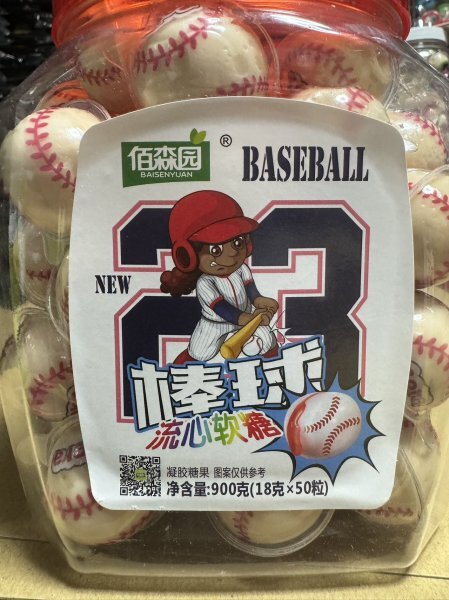 佰森园 ®
BAISENYUAN
BASEBALL
23
NEW
棒球
流心软糖
凝胶糖果 图案仅供参考
净含量:900克(18克×50粒)